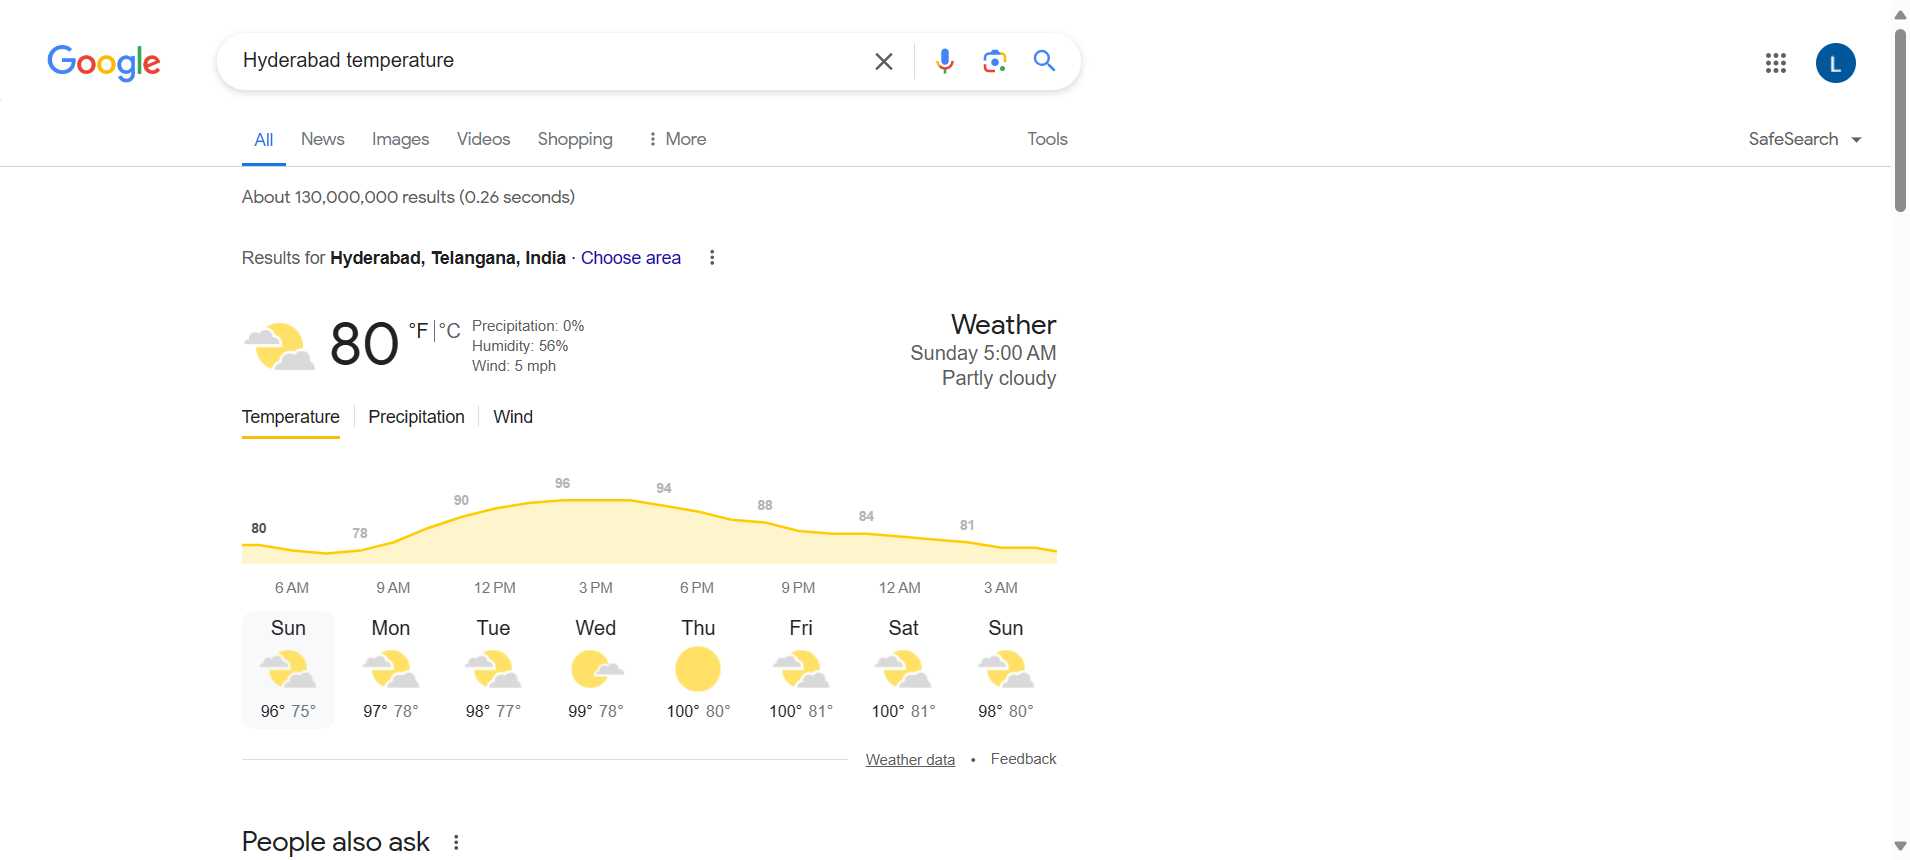 Google
Hyderabad temperature
L
All News Images Videos Shopping More Tools SafeSearch
About 130,000,000 results (0.26 seconds)
Results for Hyderabad, Telangana, India · Choose area
80 °F | °C
Precipitation: 0%
Humidity: 56%
Wind: 5 mph
Weather
Sunday 5:00 AM
Partly cloudy
Temperature Precipitation Wind
80 78 90 96 94 88 84 81
6 AM 9 AM 12 PM 3 PM 6 PM 9 PM 12 AM 3 AM
Sun Mon Tue Wed Thu Fri Sat Sun
96° 75° 97° 78° 98° 77° 99° 78° 100° 80° 100° 81° 100° 81° 98° 80°
Weather data • Feedback
People also ask